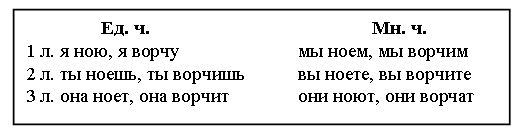 Ед. ч. Мн. ч.
1 л. я ною, я ворчу мы ноем, мы ворчим
2 л. ты ноешь, ты ворчишь вы ноете, вы ворчите
3 л. она ноет, она ворчит они ноют, они ворчат